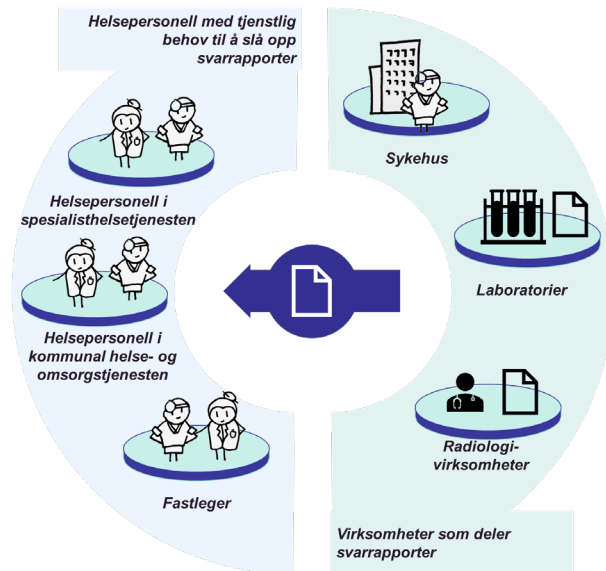 Helsepersonell med tjenstlig
behov til å slå opp
svarrapporter
Helsepersonell i
spesialisthelsetjenesten
Helsepersonell i
kommunal helse- og
omsorgstjenesten
Fastleger
Sykehus
Laboratorier
Radiologi-
virksomheter
Virksomheter som deler
svarrapporter